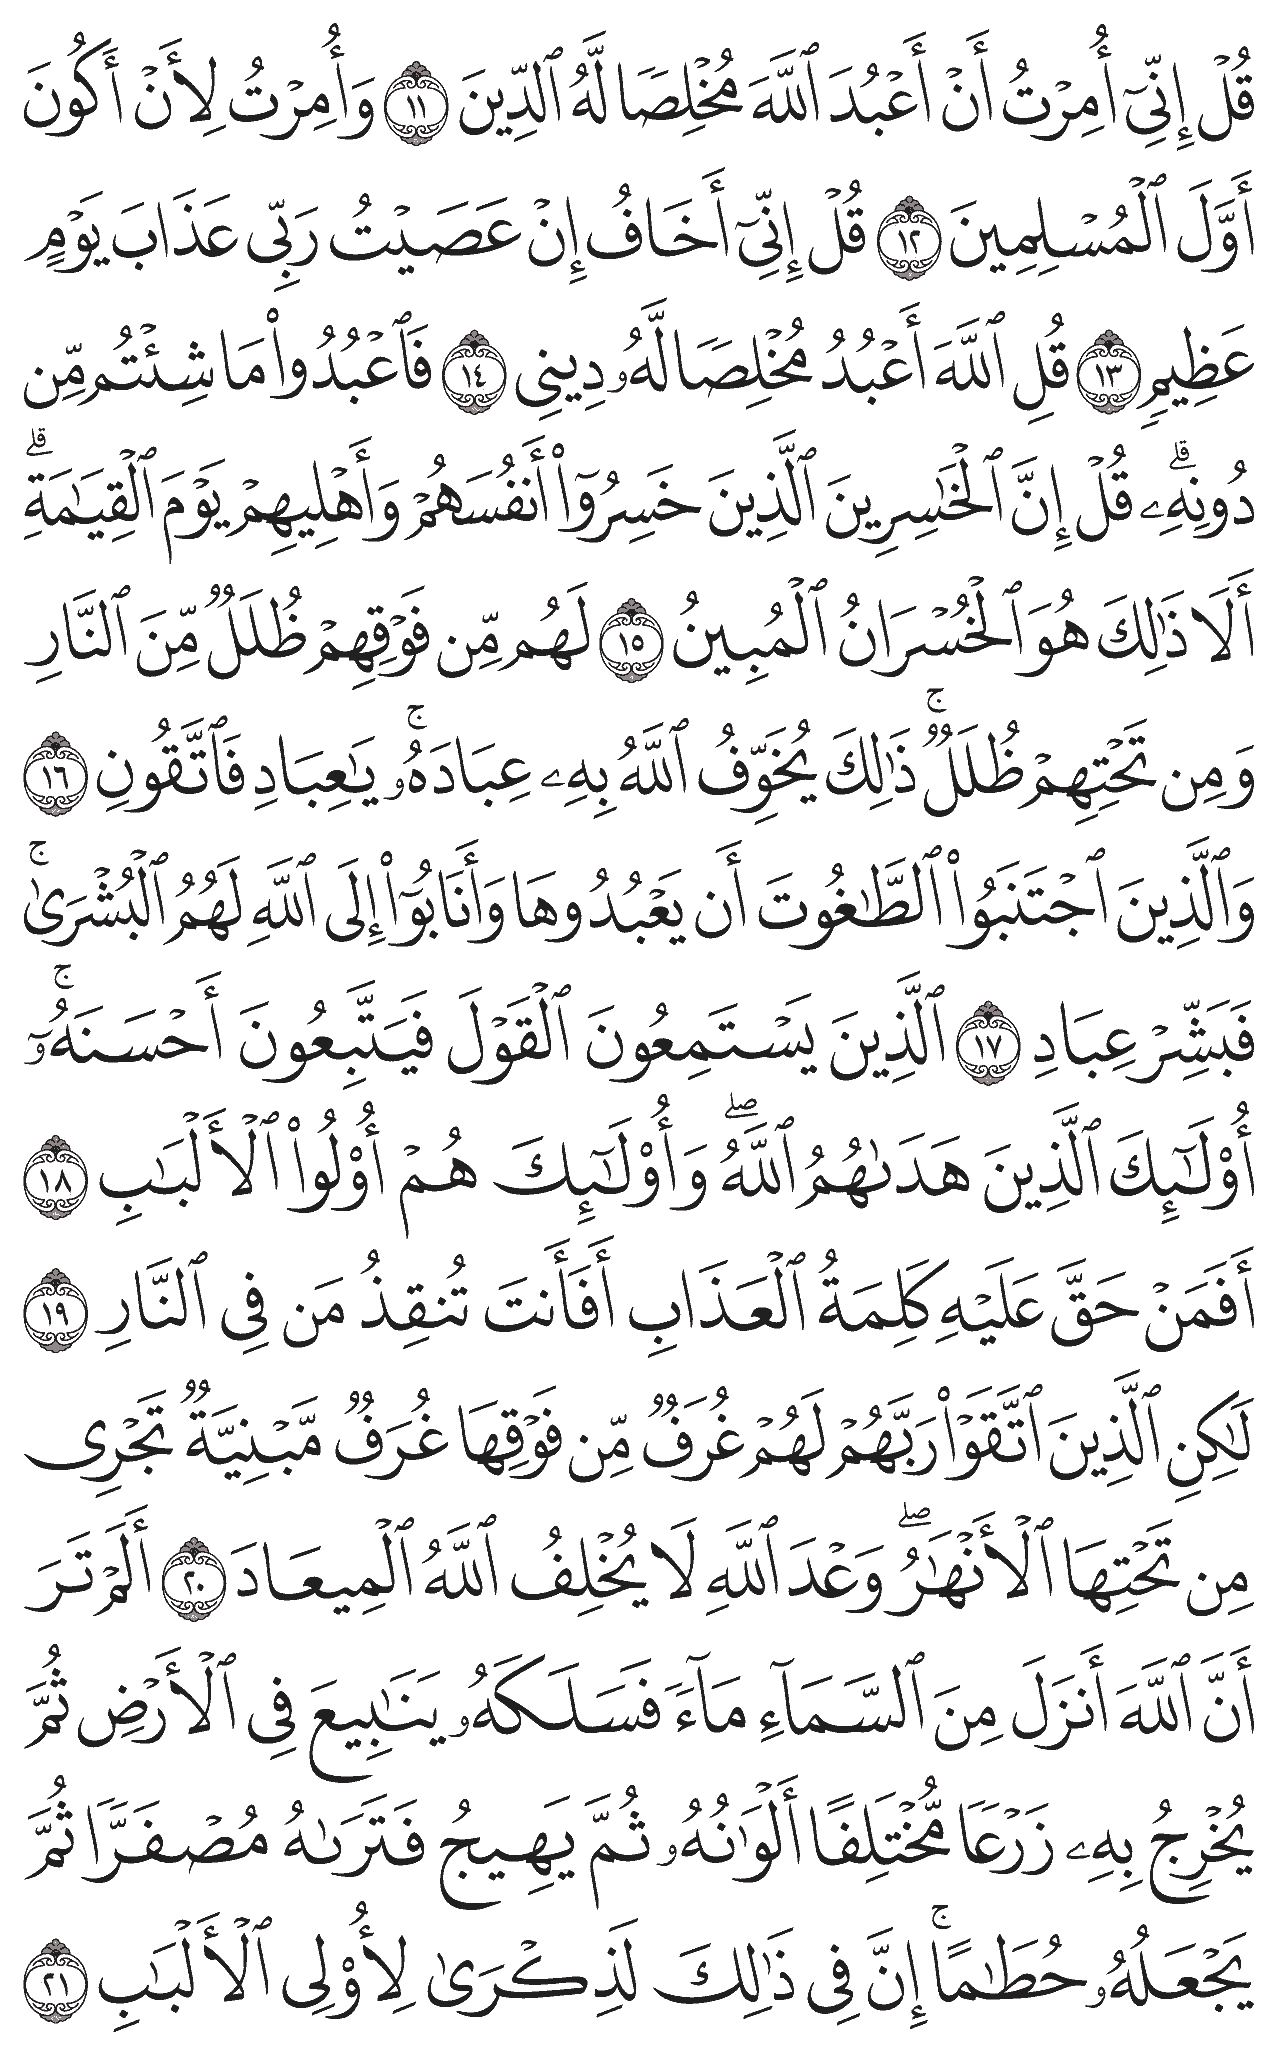 قُلۡ إِنِّيٓ أُمِرۡتُ أَنۡ أَعۡبُدَ ٱللَّهَ مُخۡلِصٗا لَّهُ ٱلدِّينَ ١١ وَأُمِرۡتُ لِأَنۡ أَكُونَ
أَوَّلَ ٱلۡمُسۡلِمِينَ ١٢ قُلۡ إِنِّيٓ أَخَافُ إِنۡ عَصَيۡتُ رَبِّي عَذَابَ يَوۡمٍ
عَظِيمٖ ١٣ قُلِ ٱللَّهَ أَعۡبُدُ مُخۡلِصٗا لَّهُۥ دِينِي ١٤ فَٱعۡبُدُواْ مَا شِئۡتُم مِّن
دُونِهِۦۗ قُلۡ إِنَّ ٱلۡخَٰسِرِينَ ٱلَّذِينَ خَسِرُوٓاْ أَنفُسَهُمۡ وَأَهۡلِيهِمۡ يَوۡمَ ٱلۡقِيَٰمَةِۗ
أَلَا ذَٰلِكَ هُوَ ٱلۡخُسۡرَانُ ٱلۡمُبِينُ ١٥ لَهُم مِّن فَوۡقِهِمۡ ظُلَلٞ مِّنَ ٱلنَّارِ
وَمِن تَحۡتِهِمۡ ظُلَلٞۚ ذَٰلِكَ يُخَوِّفُ ٱللَّهُ بِهِۦ عِبَادَهُۥۚ يَٰعِبَادِ فَٱتَّقُونِ ١٦
وَٱلَّذِينَ ٱجۡتَنَبُواْ ٱلطَّٰغُوتَ أَن يَعۡبُدُوهَا وَأَنَابُوٓاْ إِلَى ٱللَّهِ لَهُمُ ٱلۡبُشۡرَىٰۚ
فَبَشِّرۡ عِبَادِ ١٧ ٱلَّذِينَ يَسۡتَمِعُونَ ٱلۡقَوۡلَ فَيَتَّبِعُونَ أَحۡسَنَهُۥٓۚ
أُوْلَٰٓئِكَ ٱلَّذِينَ هَدَىٰهُمُ ٱللَّهُۖ وَأُوْلَٰٓئِكَ هُمۡ أُوْلُواْ ٱلۡأَلۡبَٰبِ ١٨
أَفَمَنۡ حَقَّ عَلَيۡهِ كَلِمَةُ ٱلۡعَذَابِ أَفَأَنتَ تُنقِذُ مَن فِي ٱلنَّارِ ١٩
لَٰكِنِ ٱلَّذِينَ ٱتَّقَوۡاْ رَبَّهُمۡ لَهُمۡ غُرَفٞ مِّن فَوۡقِهَا غُرَفٞ مَّبۡنِيَّةٞ تَجۡرِي
مِن تَحۡتِهَا ٱلۡأَنۡهَٰرُۖ وَعۡدَ ٱللَّهِ لَا يُخۡلِفُ ٱللَّهُ ٱلۡمِيعَادَ ٢٠ أَلَمۡ تَرَ
أَنَّ ٱللَّهَ أَنزَلَ مِنَ ٱلسَّمَآءِ مَآءٗ فَسَلَكَهُۥ يَنَٰبِيعَ فِي ٱلۡأَرۡضِ ثُمَّ
يُخۡرِجُ بِهِۦ زَرۡعٗا مُّخۡتَلِفًا أَلۡوَٰنُهُۥ ثُمَّ يَهِيجُ فَتَرَىٰهُ مُصۡفَرّٗا ثُمَّ
يَجۡعَلُهُۥ حُطَٰمًاۚ إِنَّ فِي ذَٰلِكَ لَذِكۡرَىٰ لِأُوْلِي ٱلۡأَلۡبَٰبِ ٢١